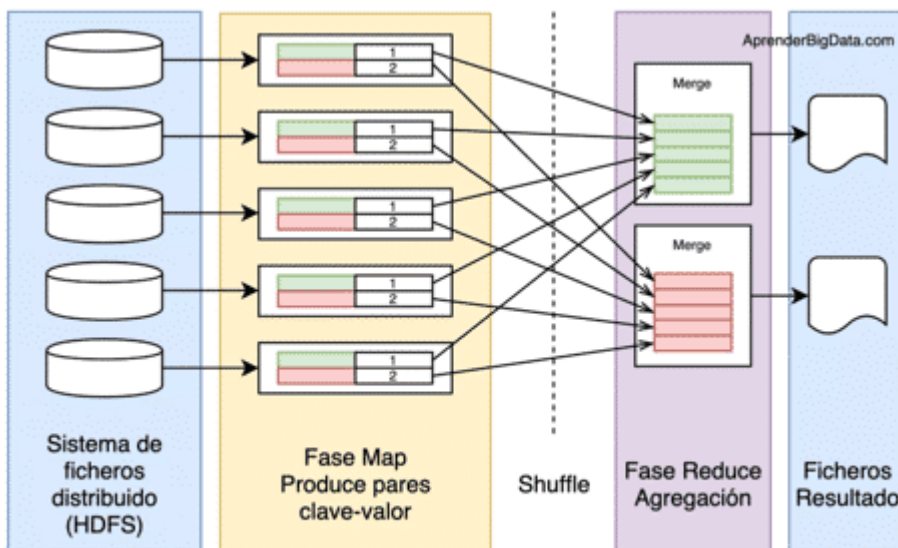 AprenderBigData.com
1
2
1
2
1
2
1
2
1
2
Merge
Merge
Sistema de
ficheros
distribuido
(HDFS)
Fase Map
Produce pares
clave-valor
Shuffle
Fase Reduce
Agregación
Ficheros
Resultado